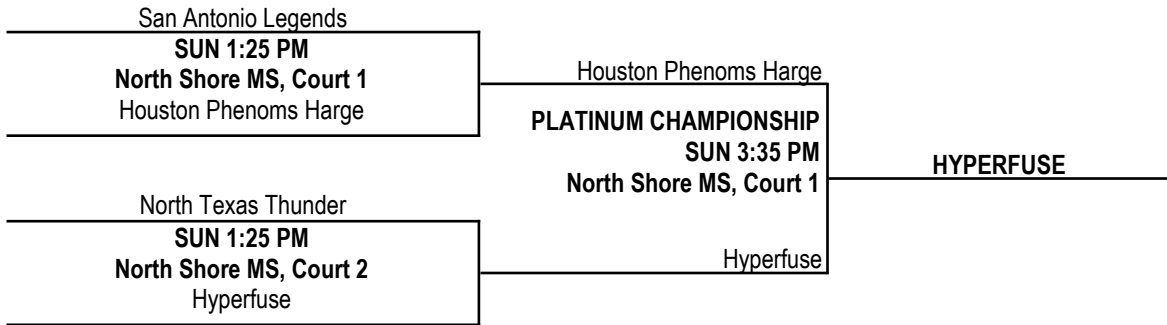 San Antonio Legends
SUN 1:25 PM
North Shore MS, Court 1
Houston Phenoms Harge
Houston Phenoms Harge
PLATINUM CHAMPIONSHIP
SUN 3:35 PM
North Shore MS, Court 1
HYPERFUSE
North Texas Thunder
SUN 1:25 PM
North Shore MS, Court 2
Hyperfuse
Hyperfuse